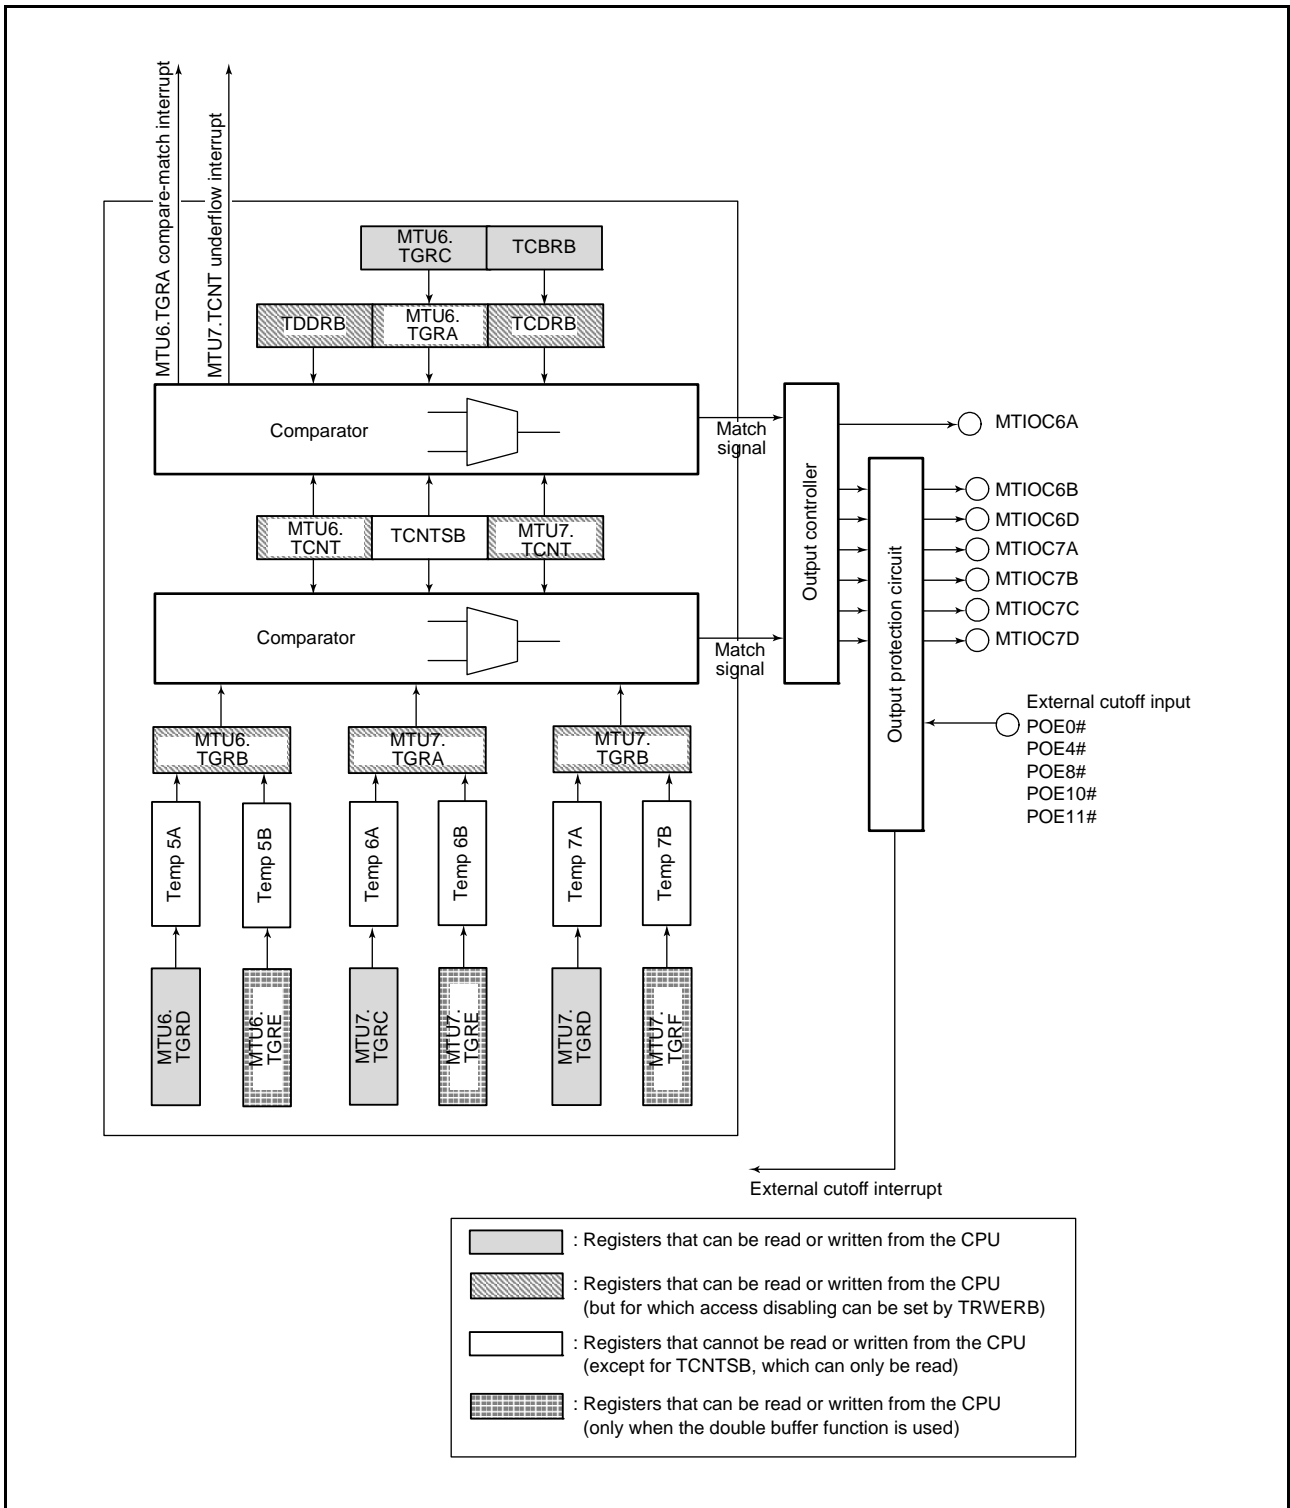 MTU6.TGRA compare-match interrupt
MTU7.TCNT underflow interrupt
MTU6.
TGRC
TCBRB
TDDRB
MTU6.
TGRA
TCDRB
Comparator
Match
signal
MTU6.
TCNT
TCNTSB
MTU7.
TCNT
Comparator
Match
signal
Output controller
Output protection circuit
MTIOC6A
MTIOC6B
MTIOC6D
MTIOC7A
MTIOC7B
MTIOC7C
MTIOC7D
External cutoff input
POE0#
POE4#
POE8#
POE10#
POE11#
MTU6.
TGRB
MTU7.
TGRA
MTU7.
TGRB
Temp 5A
Temp 5B
Temp 6A
Temp 6B
Temp 7A
Temp 7B
MTU6.
TGRD
MTU6.
TGRE
MTU7.
TGRC
MTU7.
TGRE
MTU7.
TGRD
MTU7.
TGRF
External cutoff interrupt
: Registers that can be read or written from the CPU
: Registers that can be read or written from the CPU
(but for which access disabling can be set by TRWERB)
: Registers that cannot be read or written from the CPU
(except for TCNTSB, which can only be read)
: Registers that can be read or written from the CPU
(only when the double buffer function is used)